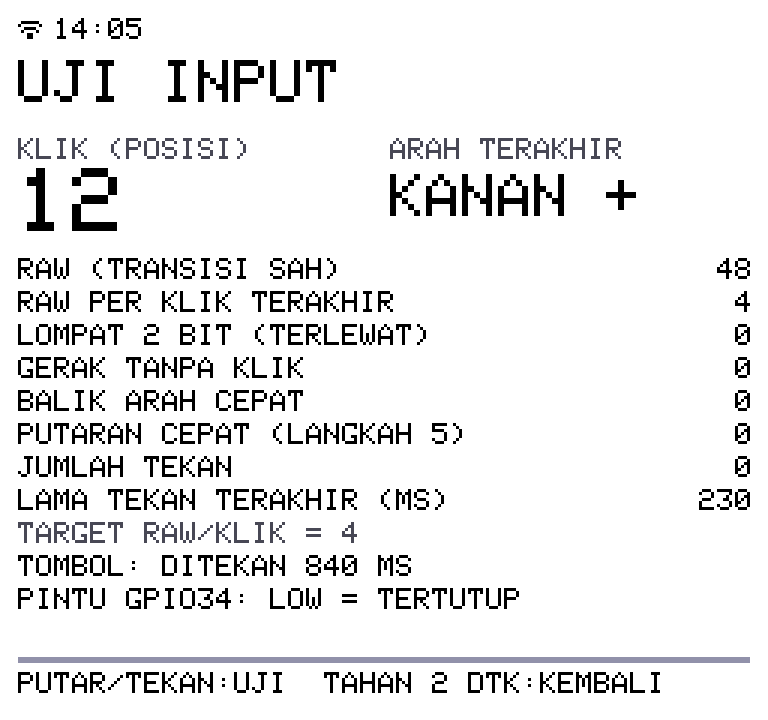 14:05
UJI INPUT
KLIK (POSISI) ARAH TERAKHIR
12 KANAN +
RAW (TRANSISI SAH) 48
RAW PER KLIK TERAKHIR 4
LOMPAT 2 BIT (TERLEWAT) 0
GERAK TANPA KLIK 0
BALIK ARAH CEPAT 0
PUTARAN CEPAT (LANGKAH 5) 0
JUMLAH TEKAN 0
LAMA TEKAN TERAKHIR (MS) 230
TARGET RAW/KLIK = 4
TOMBOL: DITEKAN 840 MS
PINTU GPIO34: LOW = TERTUTUP
PUTAR/TEKAN:UJI TAHAN 2 DTK:KEMBALI